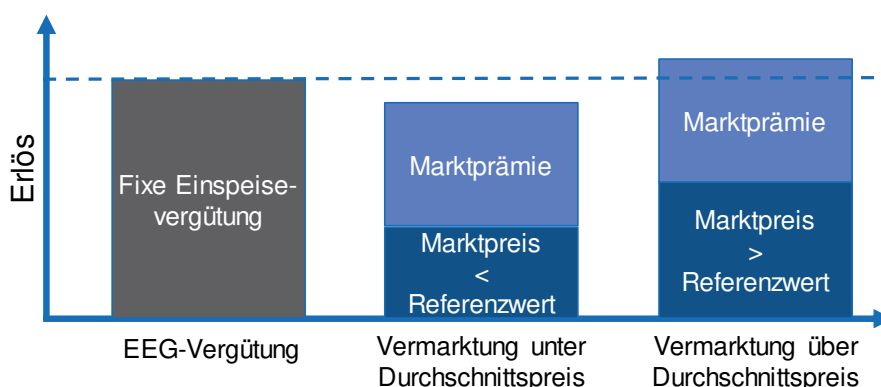 Erlös
Fixe Einspeise-
vergütung
Marktprämie
Marktpreis
<
Referenzwert
Marktprämie
Marktpreis
>
Referenzwert
EEG-Vergütung
Vermarktung unter
Durchschnittspreis
Vermarktung über
Durchschnittspreis